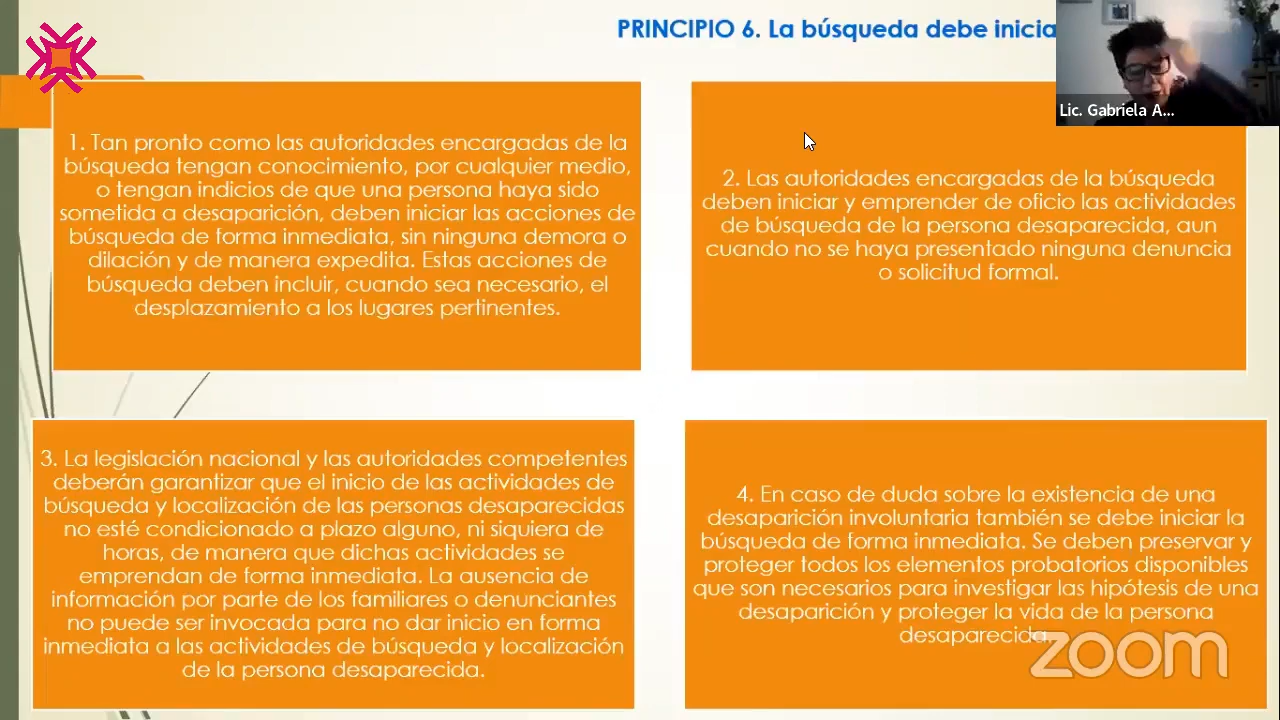 PRINCIPIO 6. La búsqueda debe inicia
Lic. Gabriela A...
1. Tan pronto como las autoridades encargadas de la
búsqueda tengan conocimiento, por cualquier medio,
o tengan indicios de que una persona haya sido
sometida a desaparición, deben iniciar las acciones de
búsqueda de forma inmediata, sin ninguna demora o
dilación y de manera expedita. Estas acciones de
búsqueda deben incluir, cuando sea necesario, el
desplazamiento a los lugares pertinentes.
2. Las autoridades encargadas de la búsqueda
deben iniciar y emprender de oficio las actividades
de búsqueda de la persona desaparecida, aun
cuando no se haya presentado ninguna denuncia
o solicitud formal.
3. La legislación nacional y las autoridades competentes
deberán garantizar que el inicio de las actividades de
búsqueda y localización de las personas desaparecidas
no esté condicionado a plazo alguno, ni siquiera de
horas, de manera que dichas actividades se
emprendan de forma inmediata. La ausencia de
información por parte de los familiares o denunciantes
no puede ser invocada para no dar inicio en forma
inmediata a las actividades de búsqueda y localización
de la persona desaparecida.
4. En caso de duda sobre la existencia de una
desaparición involuntaria también se debe iniciar la
búsqueda de forma inmediata. Se deben preservar y
proteger todos los elementos probatorios disponibles
que son necesarios para investigar las hipótesis de una
desaparición y proteger la vida de la persona
desaparecida.
zoom